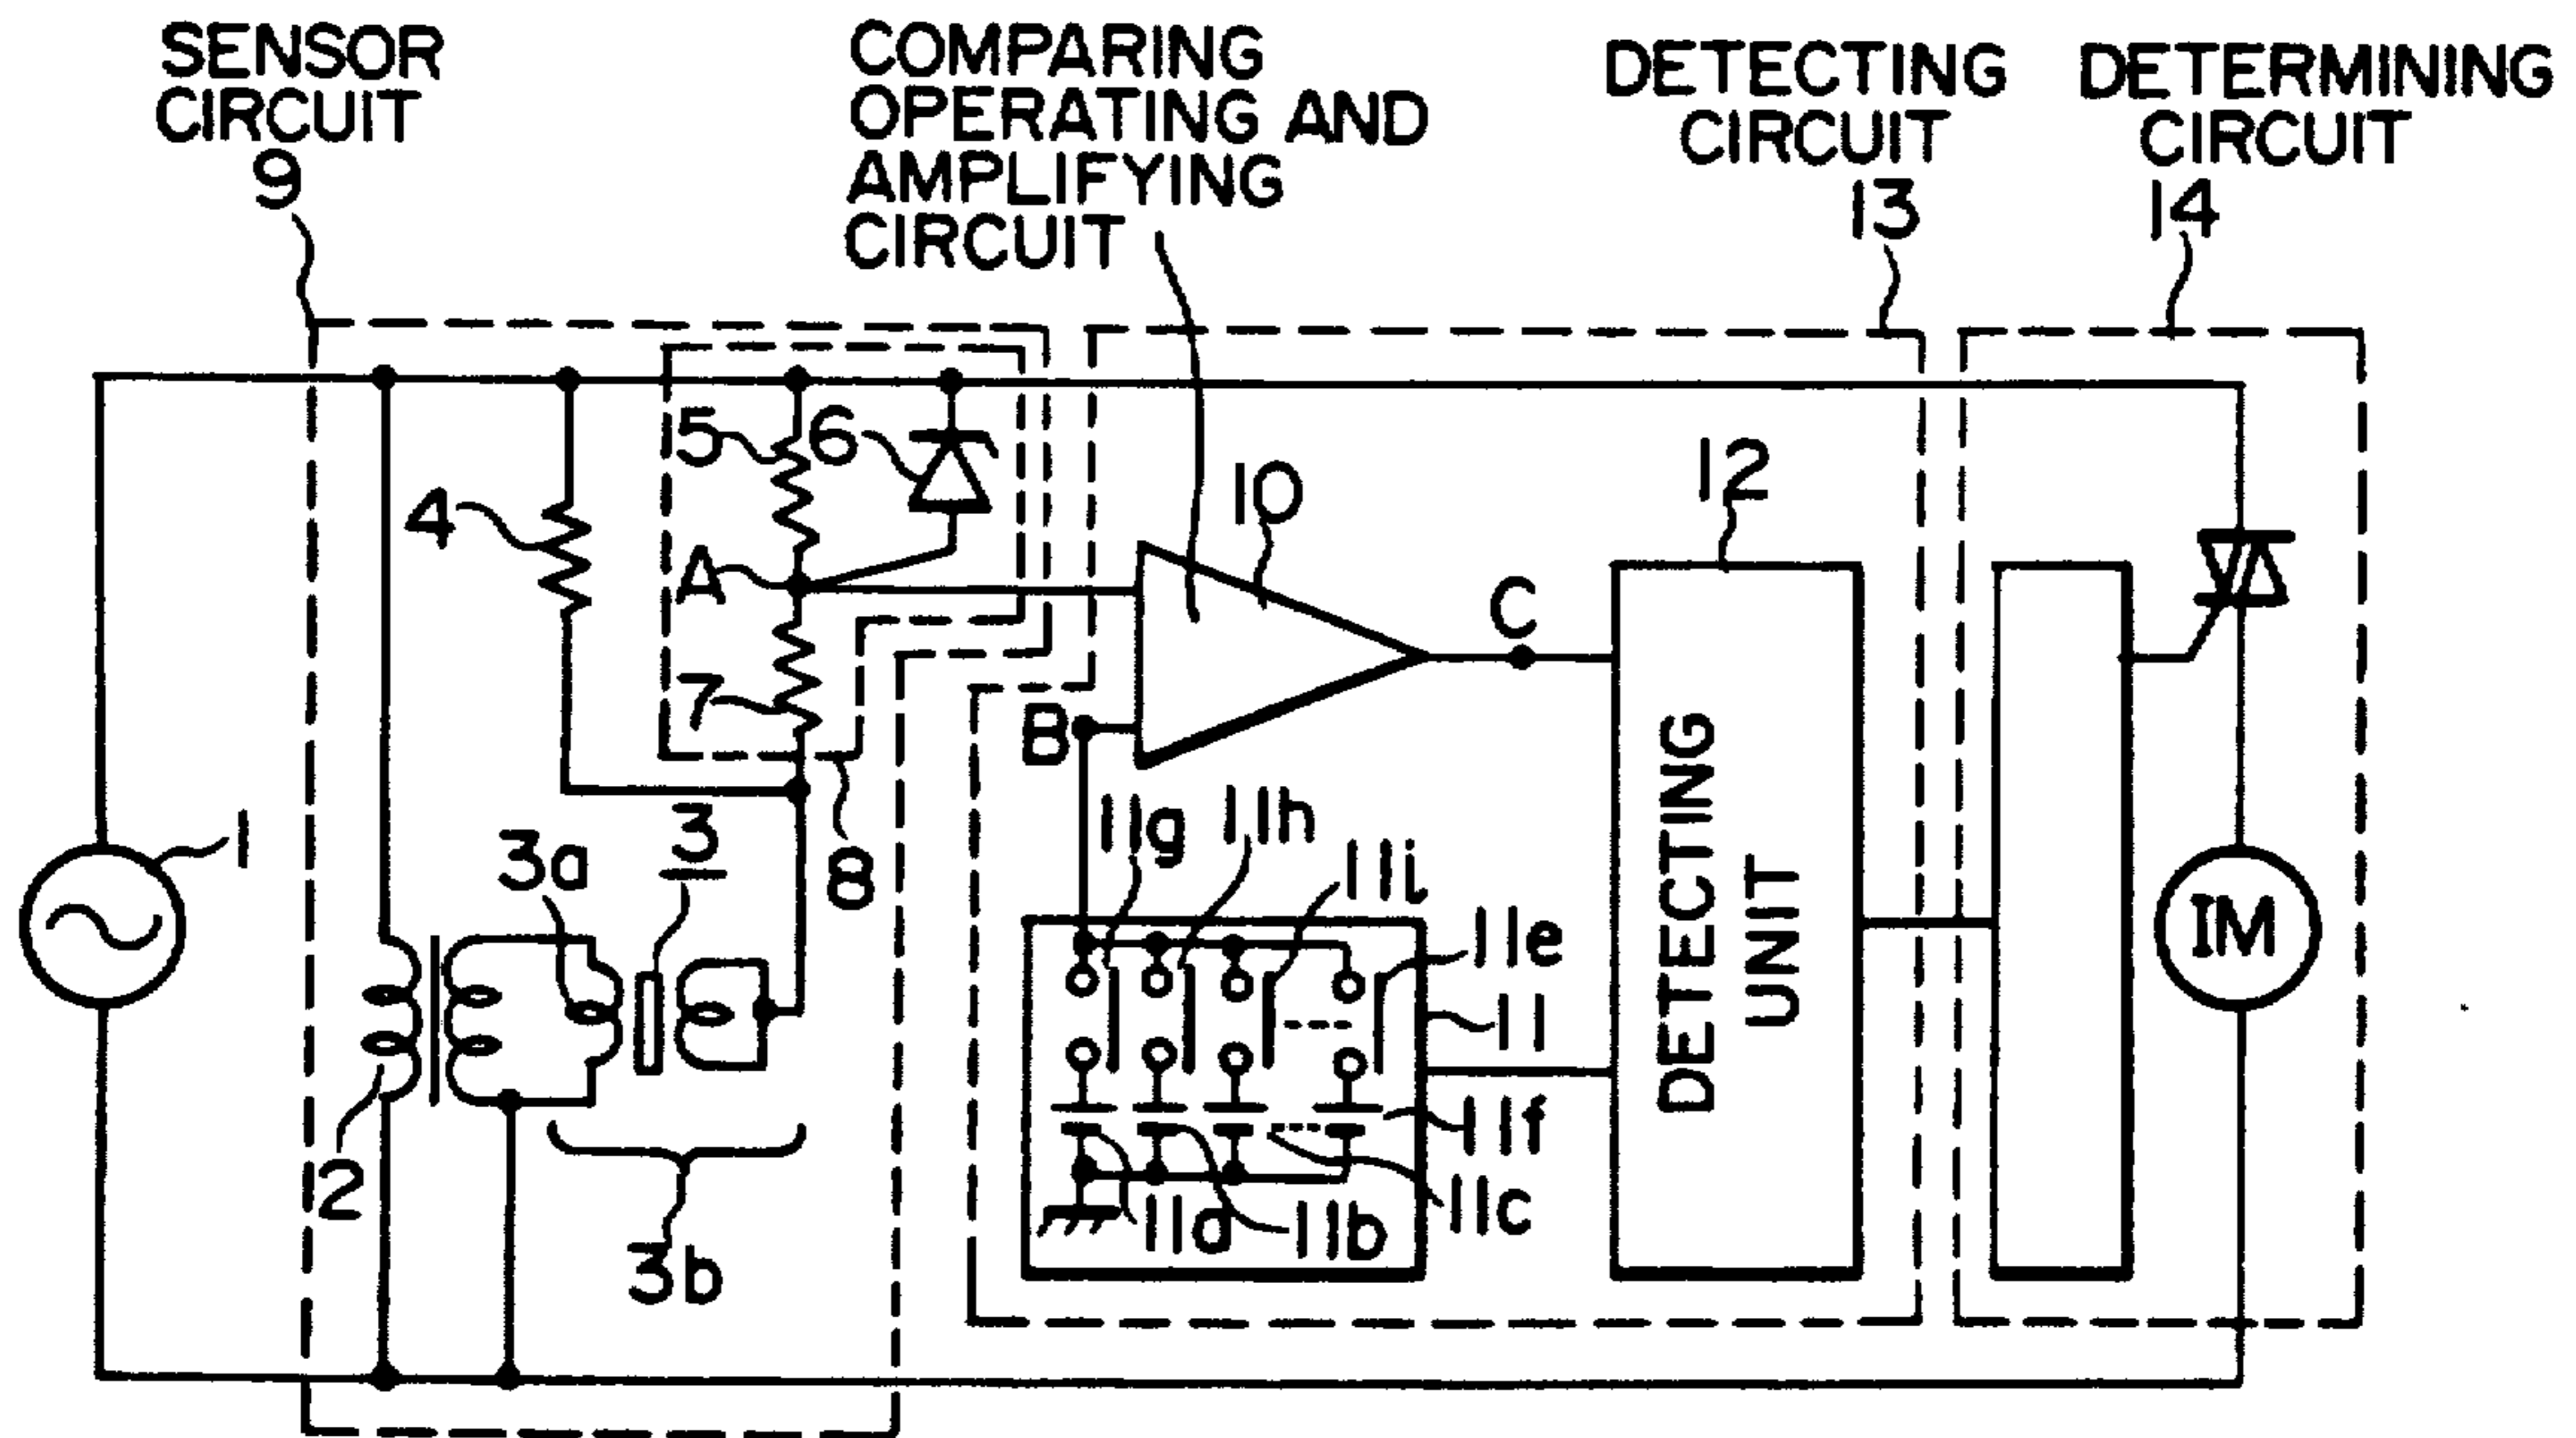 SENSOR
CIRCUIT
9
COMPARING
OPERATING AND
AMPLIFYING
CIRCUIT
DETECTING
CIRCUIT
13
DETERMINING
CIRCUIT
14
5
6
4
A
10
12
C
7
B
1
3a
3
8
11g
11h
11i
11e
11
DETECTING
UNIT
IM
2
3b
11a
11b
11c
11f